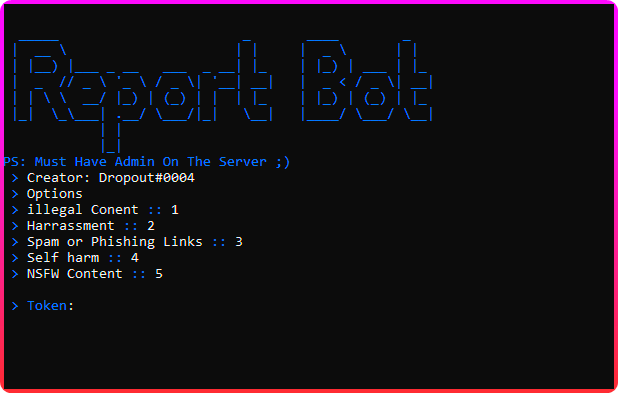 Report Bot
PS: Must Have Admin On The Server ;)
> Creator: Dropout#0004
> Options
> illegal Conent :: 1
> Harrassment :: 2
> Spam or Phishing Links :: 3
> Self harm :: 4
> NSFW Content :: 5
> Token: